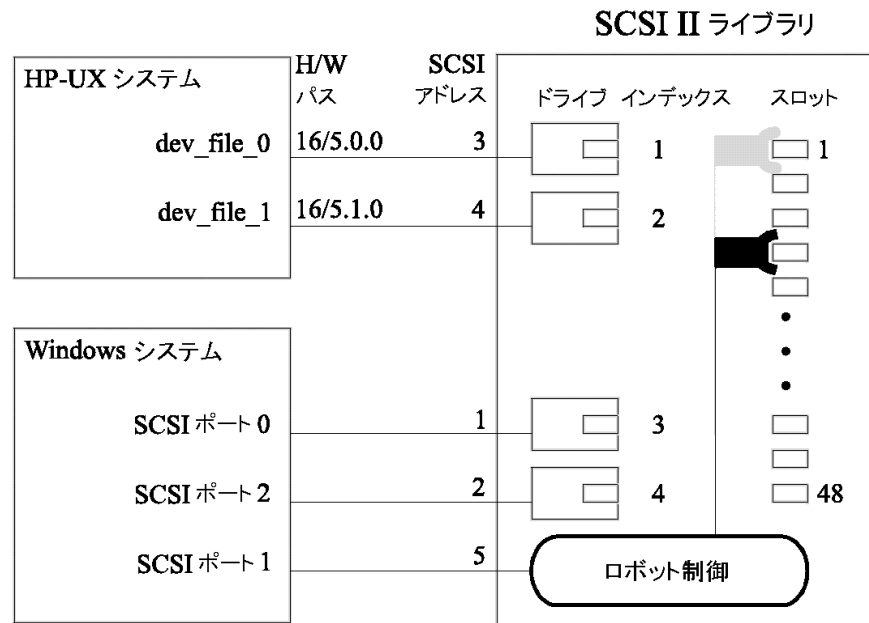 SCSI II ライブラリ
HP-UX システム
H/W パス
SCSI アドレス
ドライブ インデックス スロット
dev_file_0 16/5.0.0 3 1 1
dev_file_1 16/5.1.0 4 2
Windows システム
SCSI ポート 0 1 3
SCSI ポート 2 2 4 48
SCSI ポート 1 5 ロボット制御